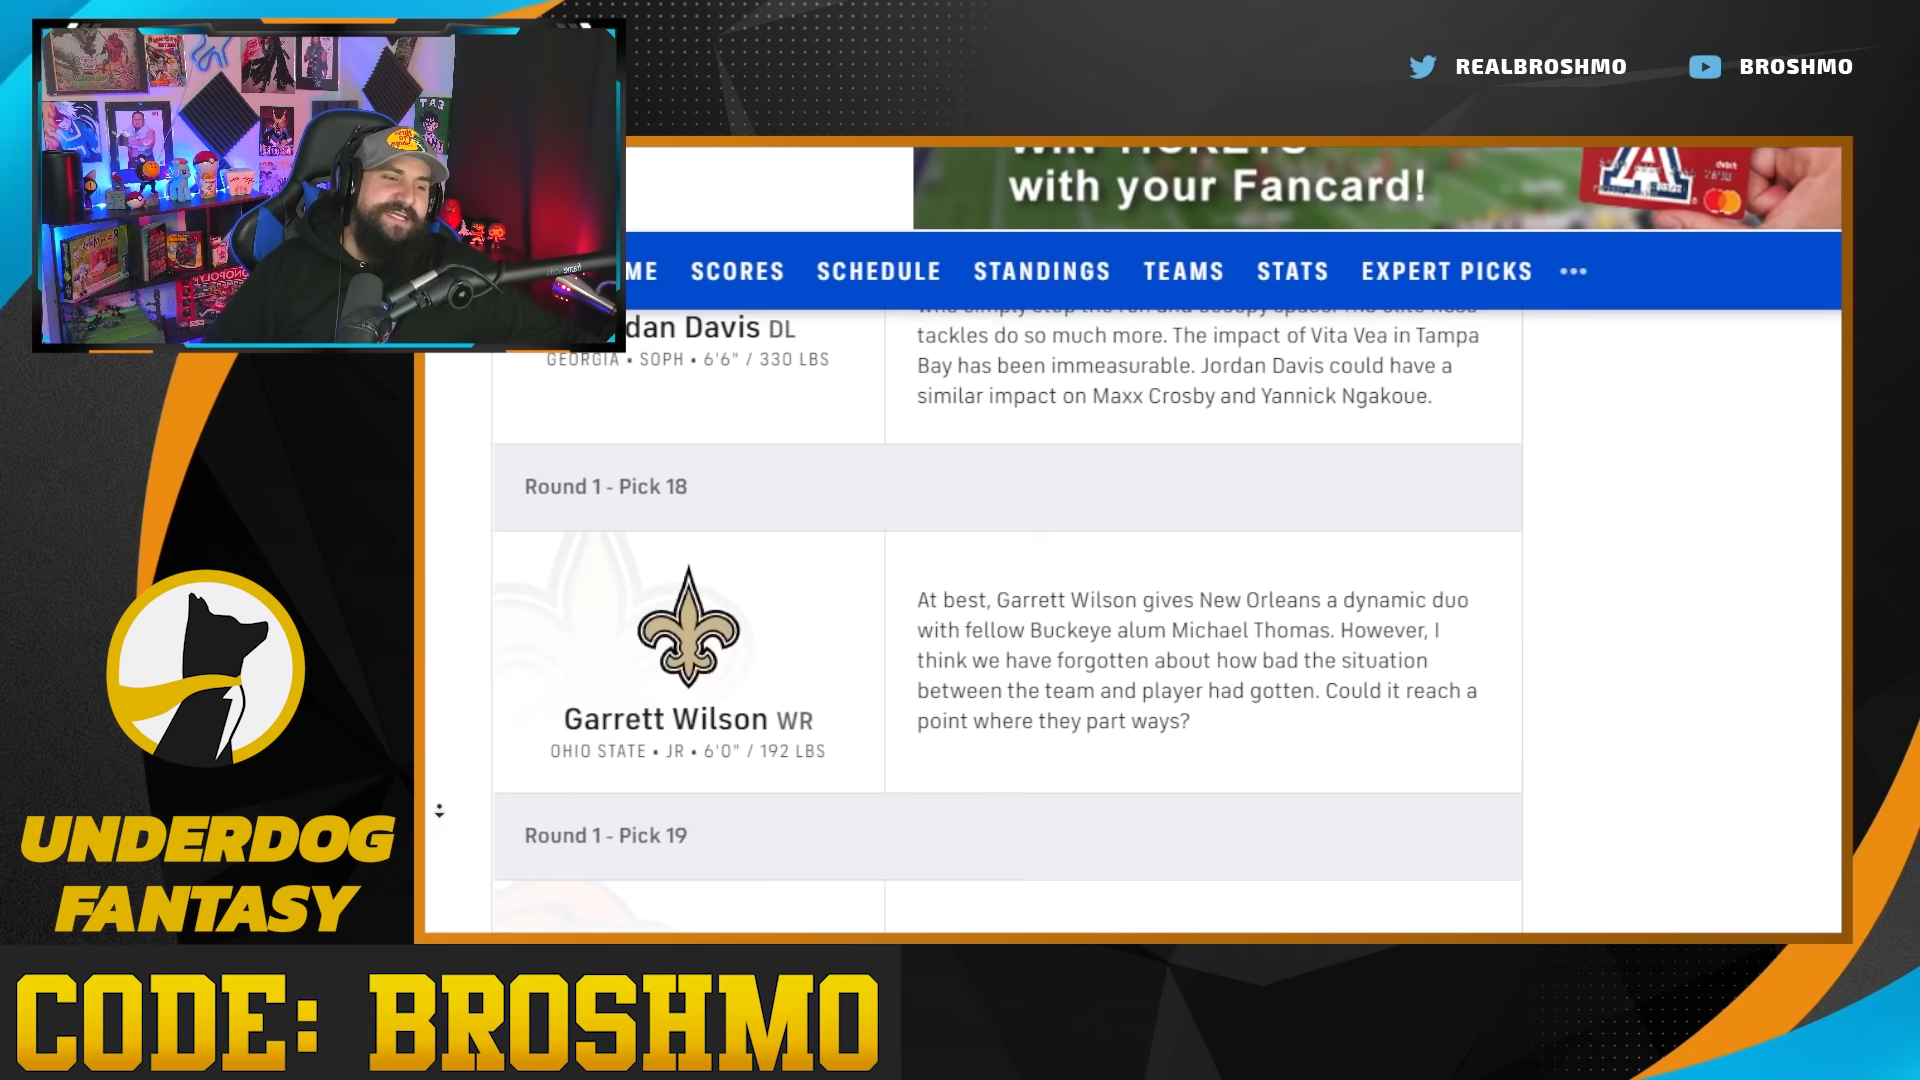 REALBROSHMO
BROSHMO
with your Fancard!
debit
ME SCORES SCHEDULE STANDINGS TEAMS STATS EXPERT PICKS •••
dan Davis DL
GEORGIA • SOPH • 6'6" / 330 LBS
tackles do so much more. The impact of Vita Vea in Tampa
Bay has been immeasurable. Jordan Davis could have a
similar impact on Maxx Crosby and Yannick Ngakoue.
Round 1 - Pick 18
Garrett Wilson WR
OHIO STATE • JR • 6'0" / 192 LBS
At best, Garrett Wilson gives New Orleans a dynamic duo
with fellow Buckeye alum Michael Thomas. However, I
think we have forgotten about how bad the situation
between the team and player had gotten. Could it reach a
point where they part ways?
Round 1 - Pick 19
UNDERDOG
FANTASY
CODE: BROSHMO